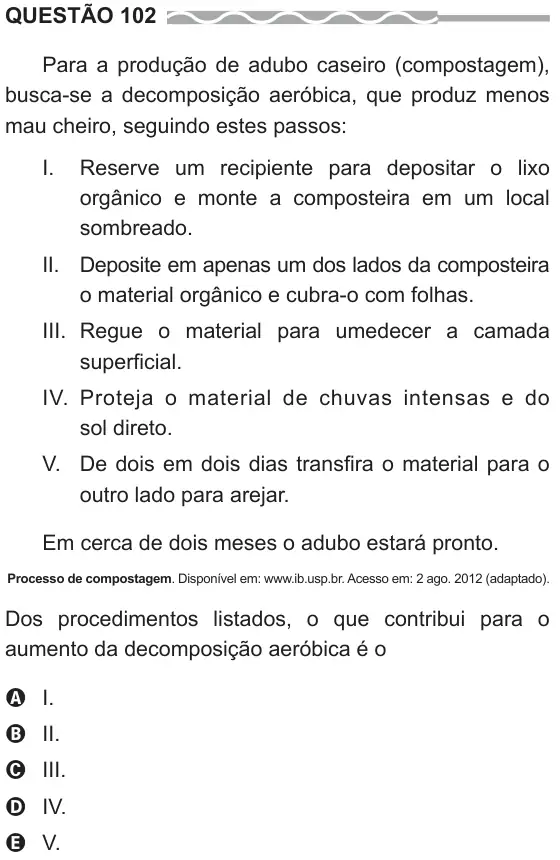 QUESTÃO 102
Para a produção de adubo caseiro (compostagem),
busca-se a decomposição aeróbica, que produz menos
mau cheiro, seguindo estes passos:
I. Reserve um recipiente para depositar o lixo
orgânico e monte a composteira em um local
sombreado.
II. Deposite em apenas um dos lados da composteira
o material orgânico e cubra-o com folhas.
III. Regue o material para umedecer a camada
superficial.
IV. Proteja o material de chuvas intensas e do
sol direto.
V. De dois em dois dias transfira o material para o
outro lado para arejar.
Em cerca de dois meses o adubo estará pronto.
Processo de compostagem. Disponível em: www.ib.usp.br. Acesso em: 2 ago. 2012 (adaptado).
Dos procedimentos listados, o que contribui para o
aumento da decomposição aeróbica é o
A I.
B II.
C III.
D IV.
E V.